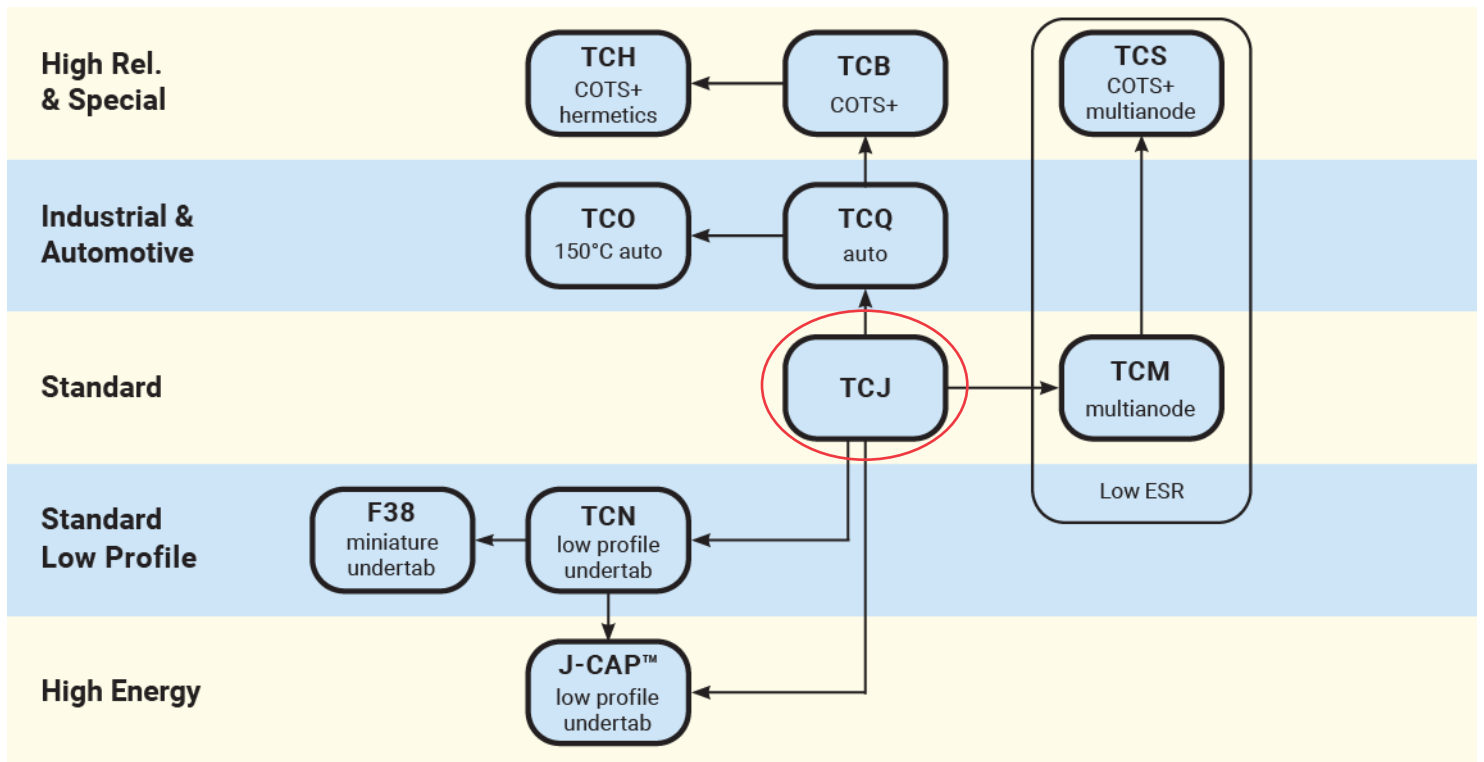 High Rel.
& Special
TCH
COTS+
hermetics
TCB
COTS+
TCS
COTS+
multianode
Industrial &
Automotive
TCO
150°C auto
TCQ
auto
Standard
TCJ
TCM
multianode
Low ESR
Standard
Low Profile
F38
miniature
undertab
TCN
low profile
undertab
High Energy
J-CAP™
low profile
undertab